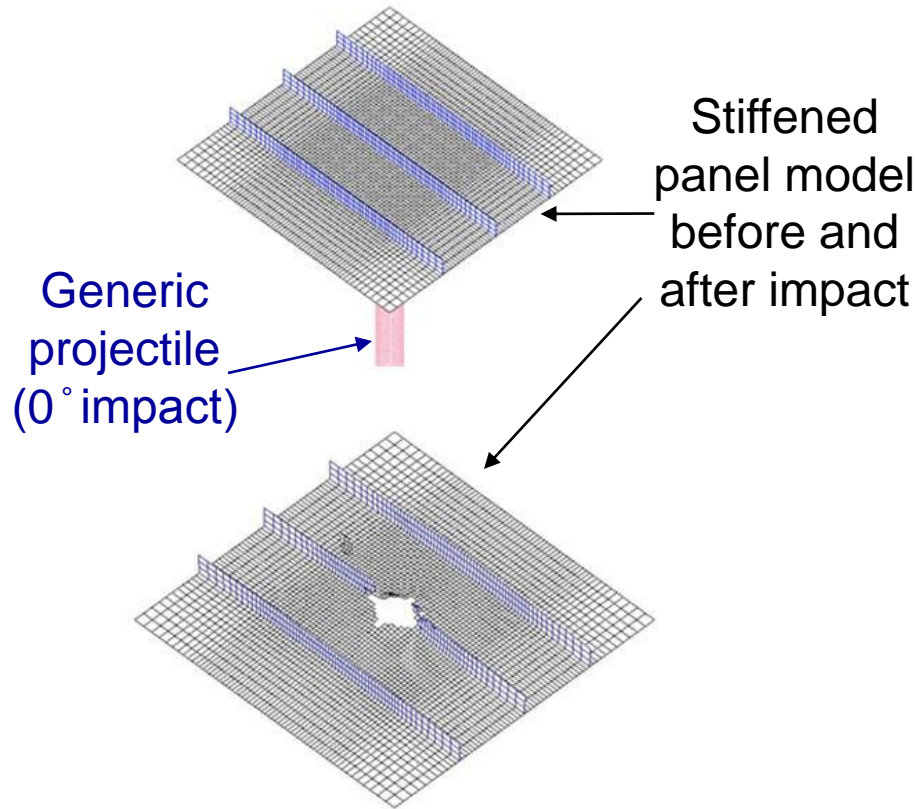 Stiffened
panel model
before and
after impact
Generic
projectile
(0° impact)